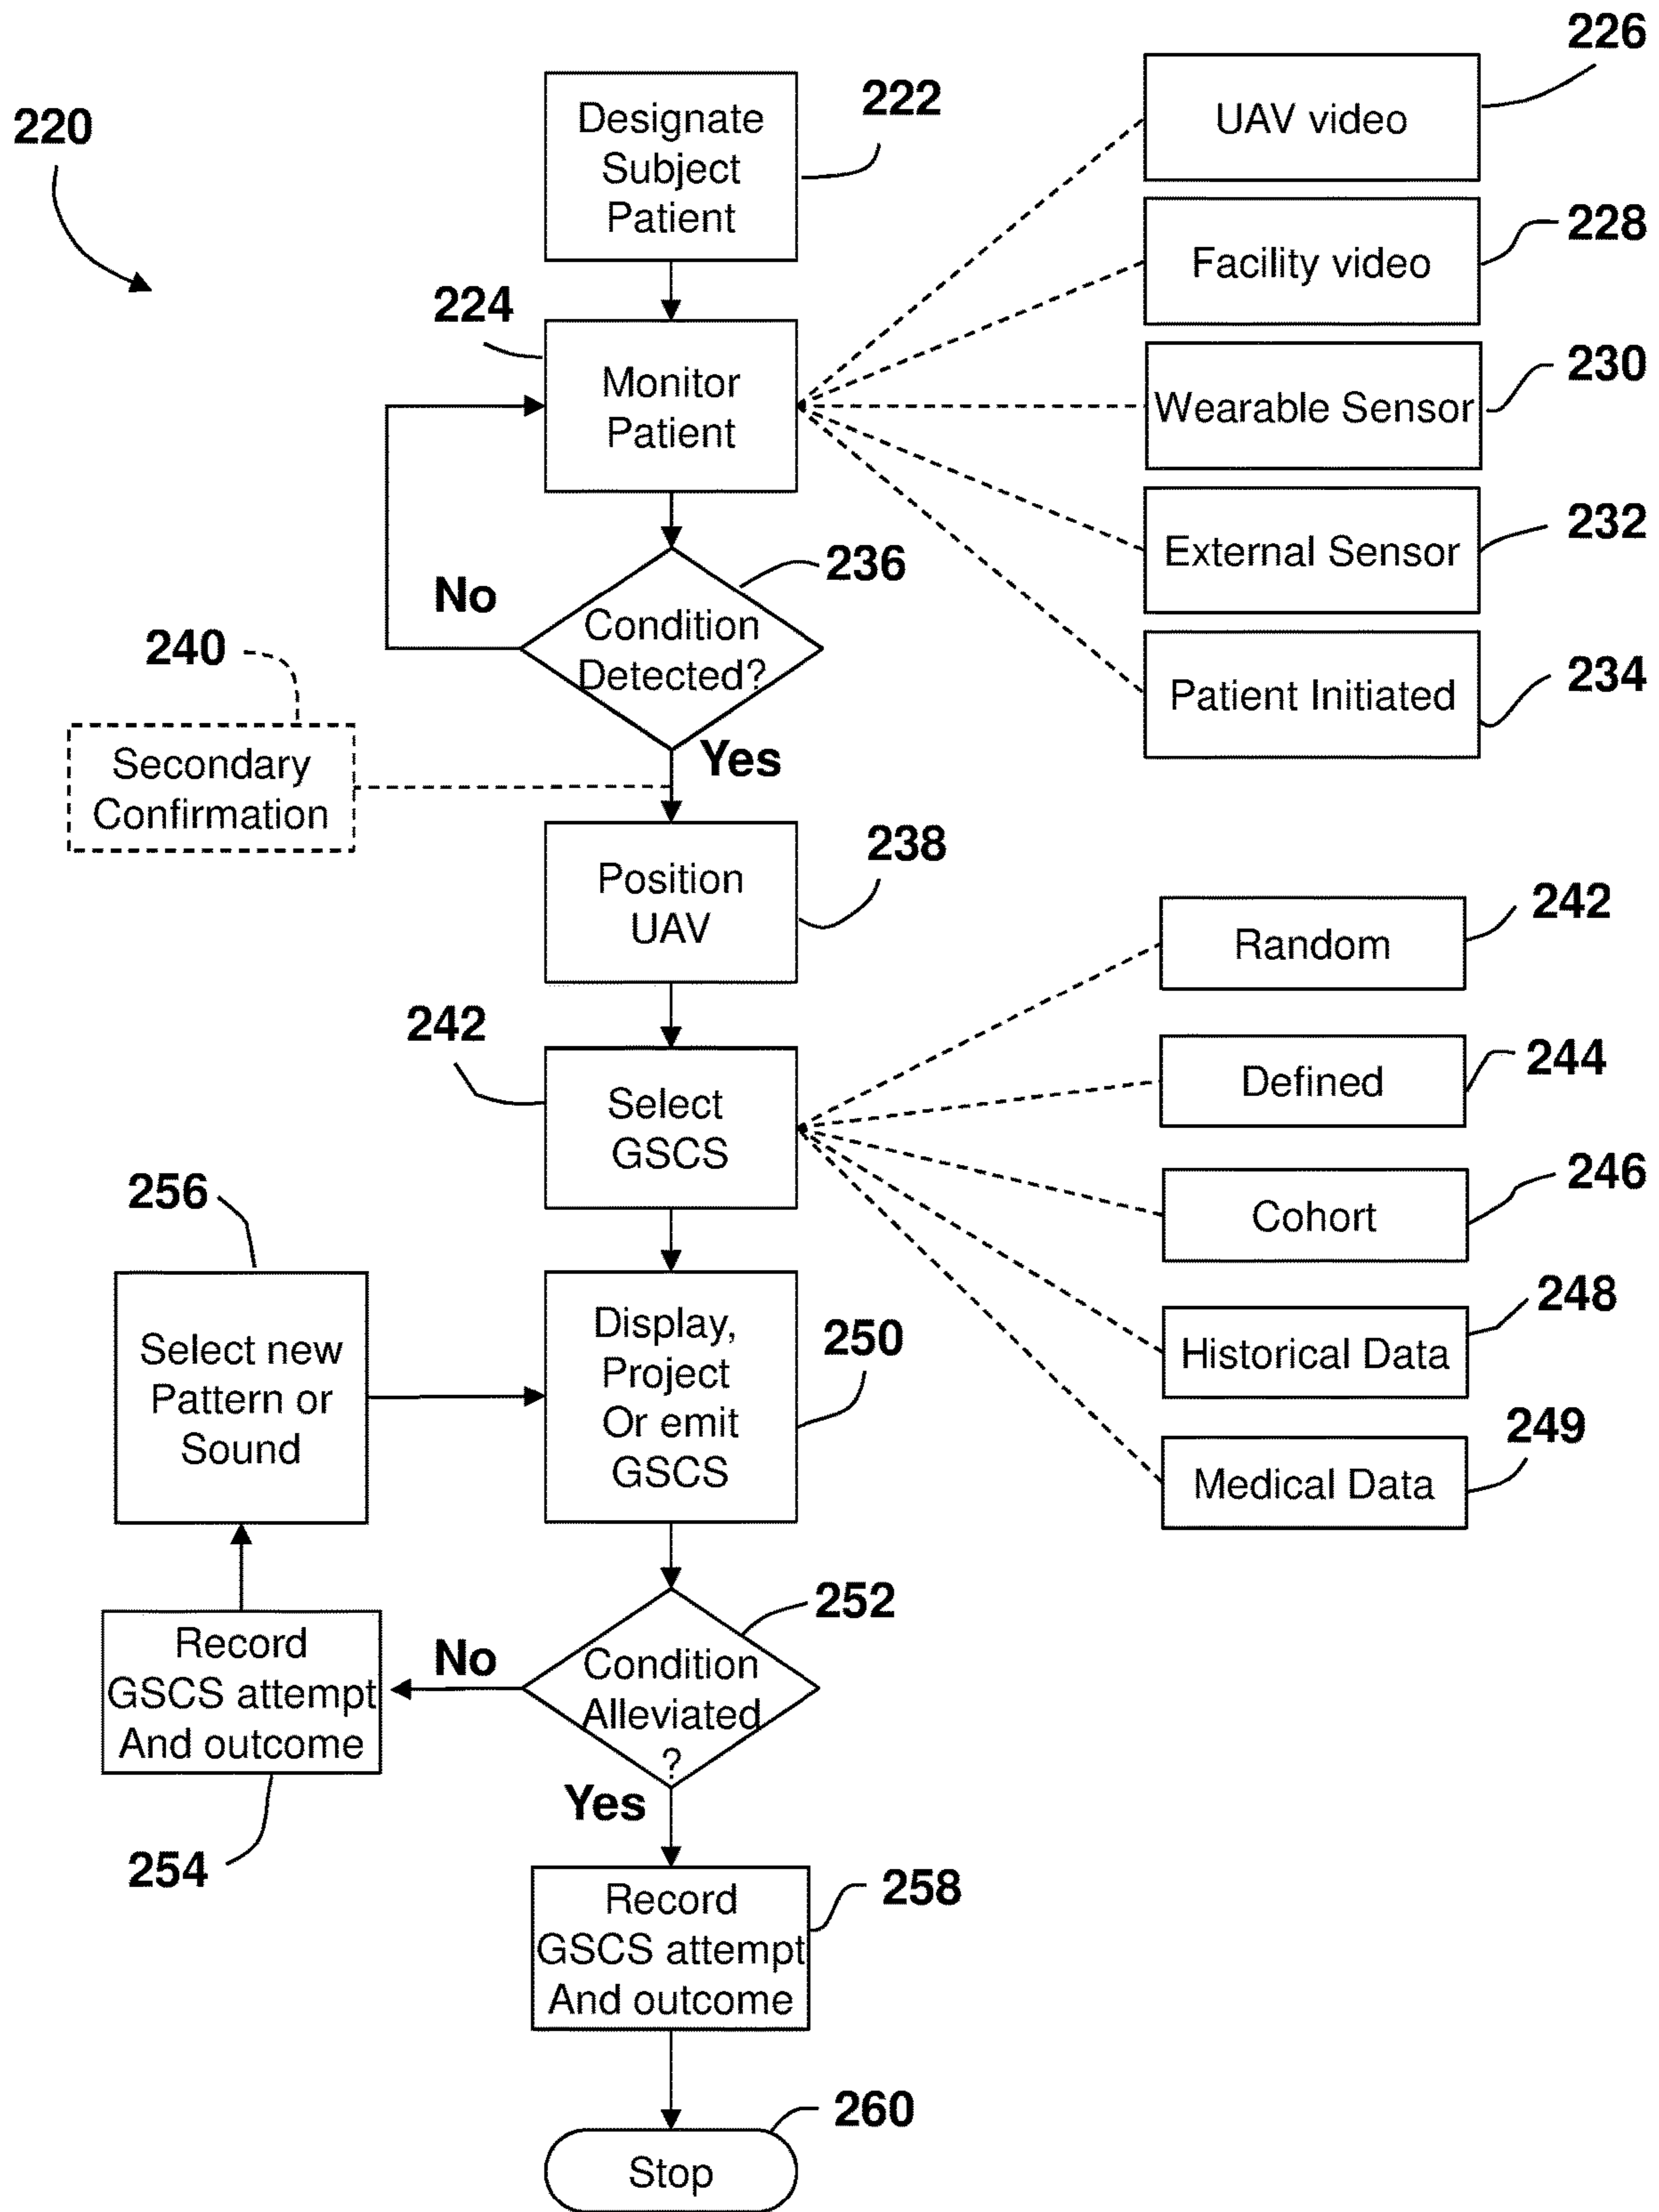 226
220
Designate
Subject
Patient
222
UAV video
Facility video
228
224
Monitor
Patient
Wearable Sensor
230
External Sensor
232
No
Condition
Detected?
236
Patient Initiated
234
240
Secondary
Confirmation
Yes
Position
UAV
238
Random
242
242
Select
GSCS
Defined
244
Cohort
246
256
Select new
Pattern or
Sound
Display,
Project
Or emit
GSCS
250
Historical Data
248
Medical Data
249
Record
GSCS attempt
And outcome
No
Condition
Alleviated
?
252
254
Yes
Record
GSCS attempt
And outcome
258
260
Stop